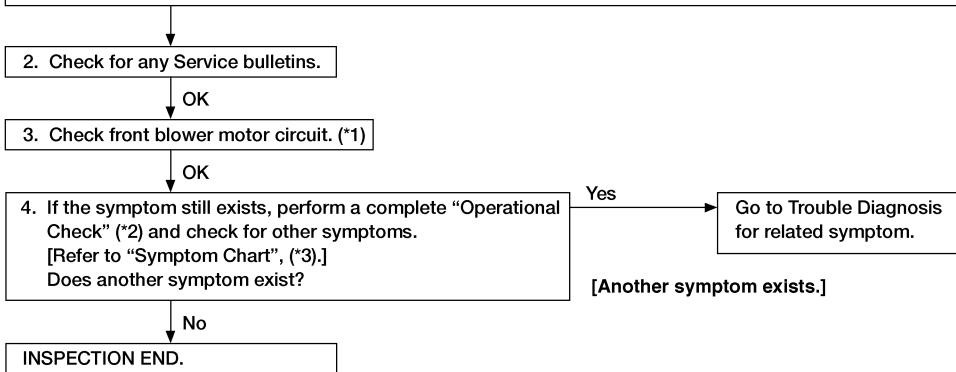 2. Check for any Service bulletins.
OK
3. Check front blower motor circuit. (*1)
OK
4. If the symptom still exists, perform a complete “Operational
Check” (*2) and check for other symptoms.
[Refer to “Symptom Chart”, (*3).]
Does another symptom exist?
Yes
Go to Trouble Diagnosis
for related symptom.
[Another symptom exists.]
No
INSPECTION END.